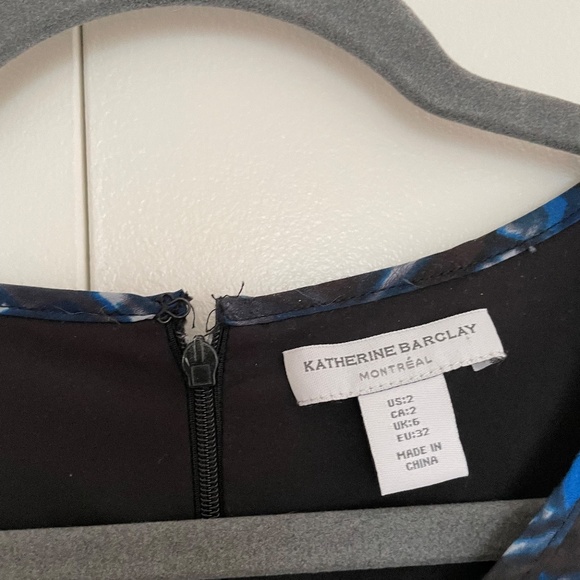 KATHERINE BARCLAY
MONTRÉAL
US:2
CA:2
UK:6
EU:32
MADE IN
CHINA